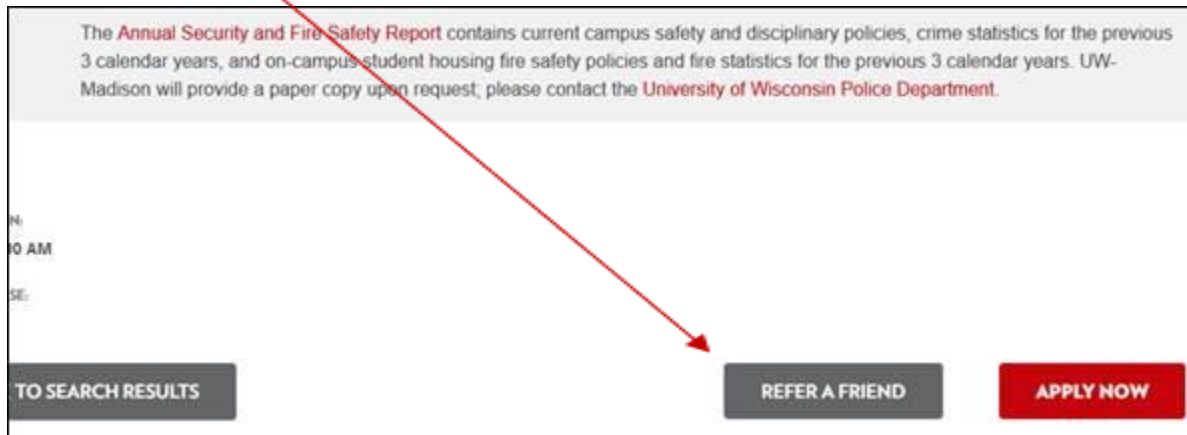 The Annual Security and Fire Safety Report contains current campus safety and disciplinary policies, crime statistics for the previous
3 calendar years, and on-campus student housing fire safety policies and fire statistics for the previous 3 calendar years. UW-
Madison will provide a paper copy upon request; please contact the University of Wisconsin Police Department.
N:
00 AM
SE:
TO SEARCH RESULTS
REFER A FRIEND
APPLY NOW